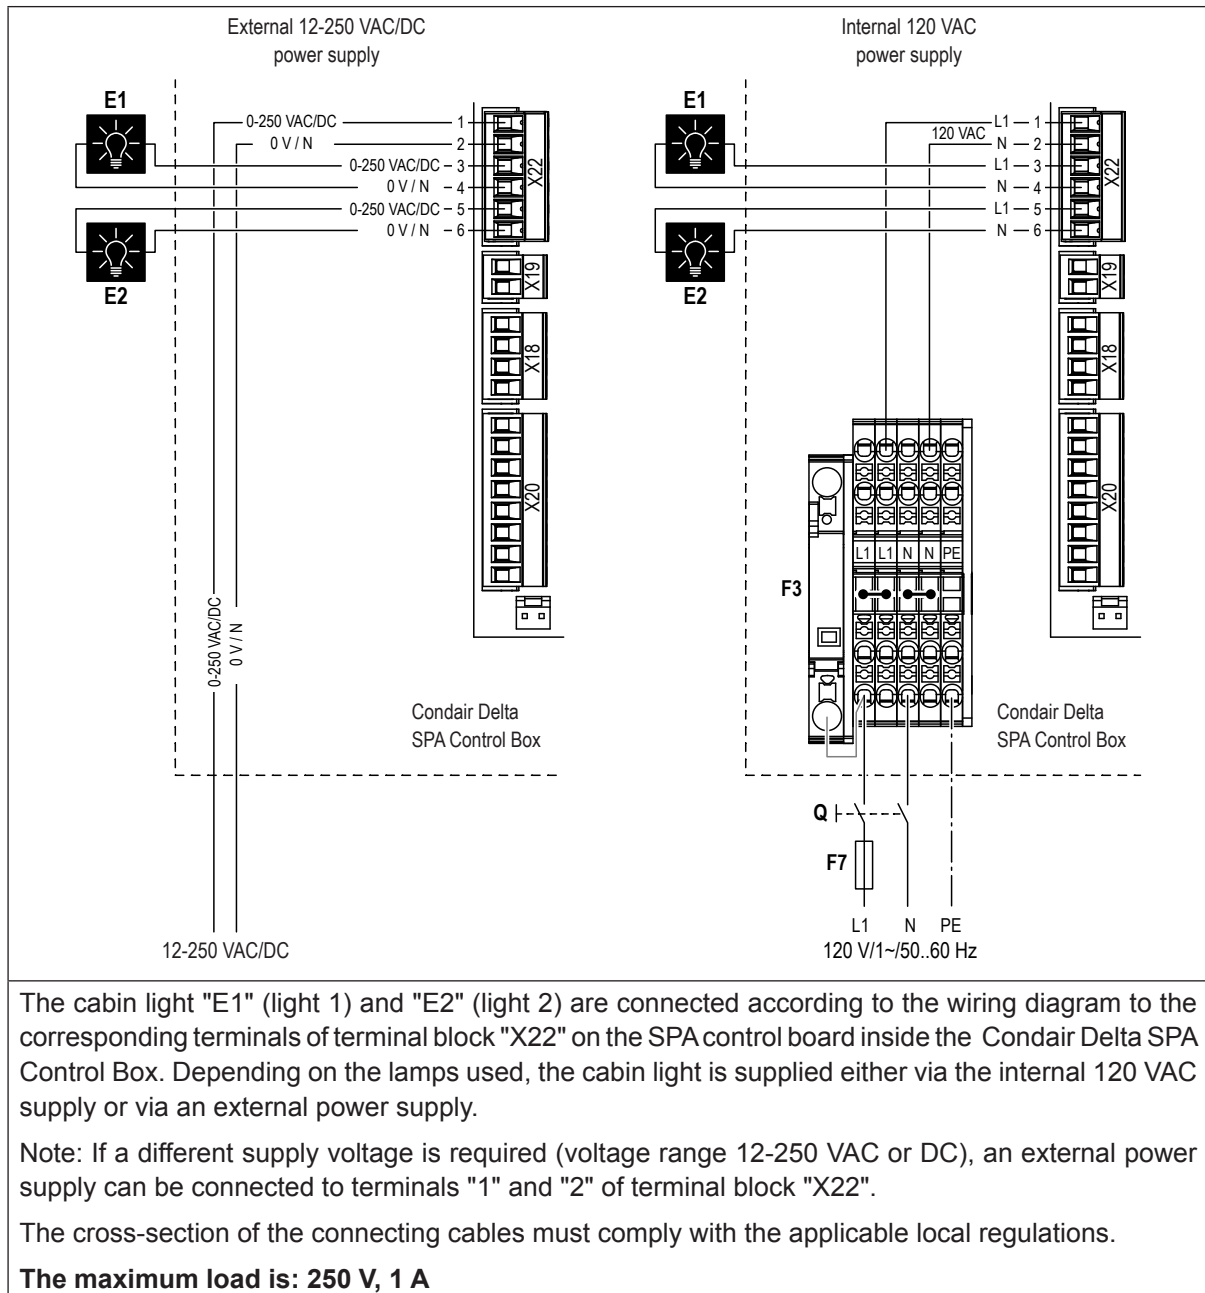 External 12-250 VAC/DC
power supply
Internal 120 VAC
power supply
E1
0-250 VAC/DC
1
0 V / N
2
0-250 VAC/DC
3
0 V / N
4
0-250 VAC/DC
5
0 V / N
6
E2
X22
X19
X18
X20
0-250 VAC/DC
0 V / N
Condair Delta
SPA Control Box
12-250 VAC/DC
E1
L1
1
120 VAC
N
2
L1
3
N
4
L1
5
N
6
E2
X22
X19
X18
X20
L1 L1 N N PE
F3
Condair Delta
SPA Control Box
Q
F7
L1 N PE
120 V/1~/50..60 Hz
The cabin light "E1" (light 1) and "E2" (light 2) are connected according to the wiring diagram to the
corresponding terminals of terminal block "X22" on the SPA control board inside the Condair Delta SPA
Control Box. Depending on the lamps used, the cabin light is supplied either via the internal 120 VAC
supply or via an external power supply.
Note: If a different supply voltage is required (voltage range 12-250 VAC or DC), an external power
supply can be connected to terminals "1" and "2" of terminal block "X22".
The cross-section of the connecting cables must comply with the applicable local regulations.
The maximum load is: 250 V, 1 A